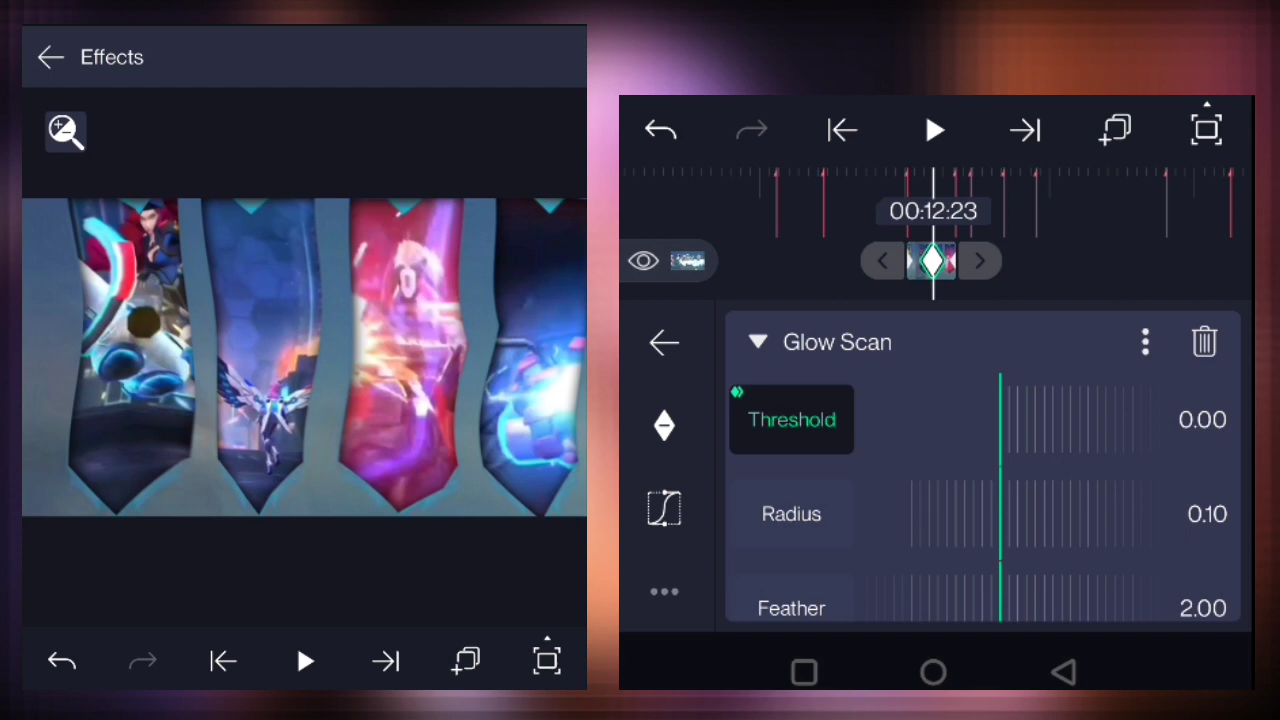 Effects
00:12:23
Glow Scan
Threshold
0.00
Radius
0.10
Feather
2.00